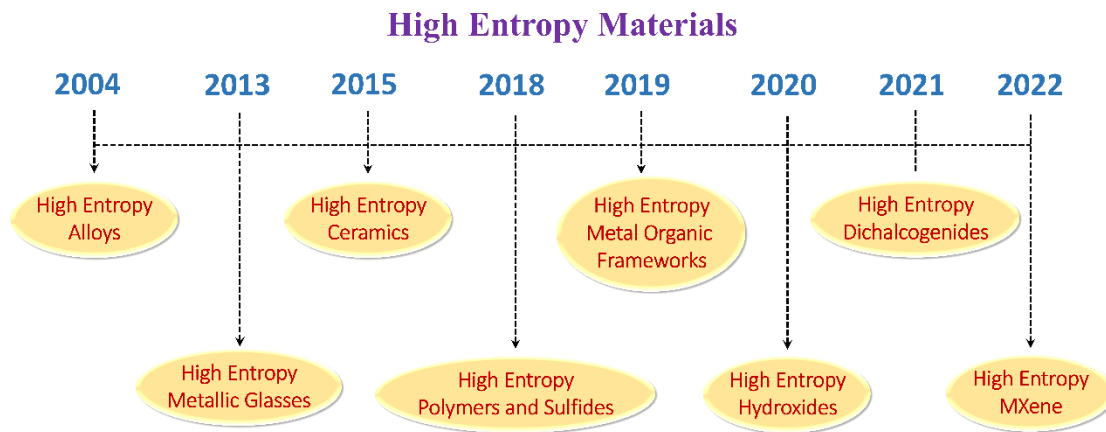 High Entropy Materials
2004 2013 2015 2018 2019 2020 2021 2022
High Entropy
Alloys
High Entropy
Ceramics
High Entropy
Metal Organic
Frameworks
High Entropy
Dichalcogenides
High Entropy
Metallic Glasses
High Entropy
Polymers and Sulfides
High Entropy
Hydroxides
High Entropy
MXene